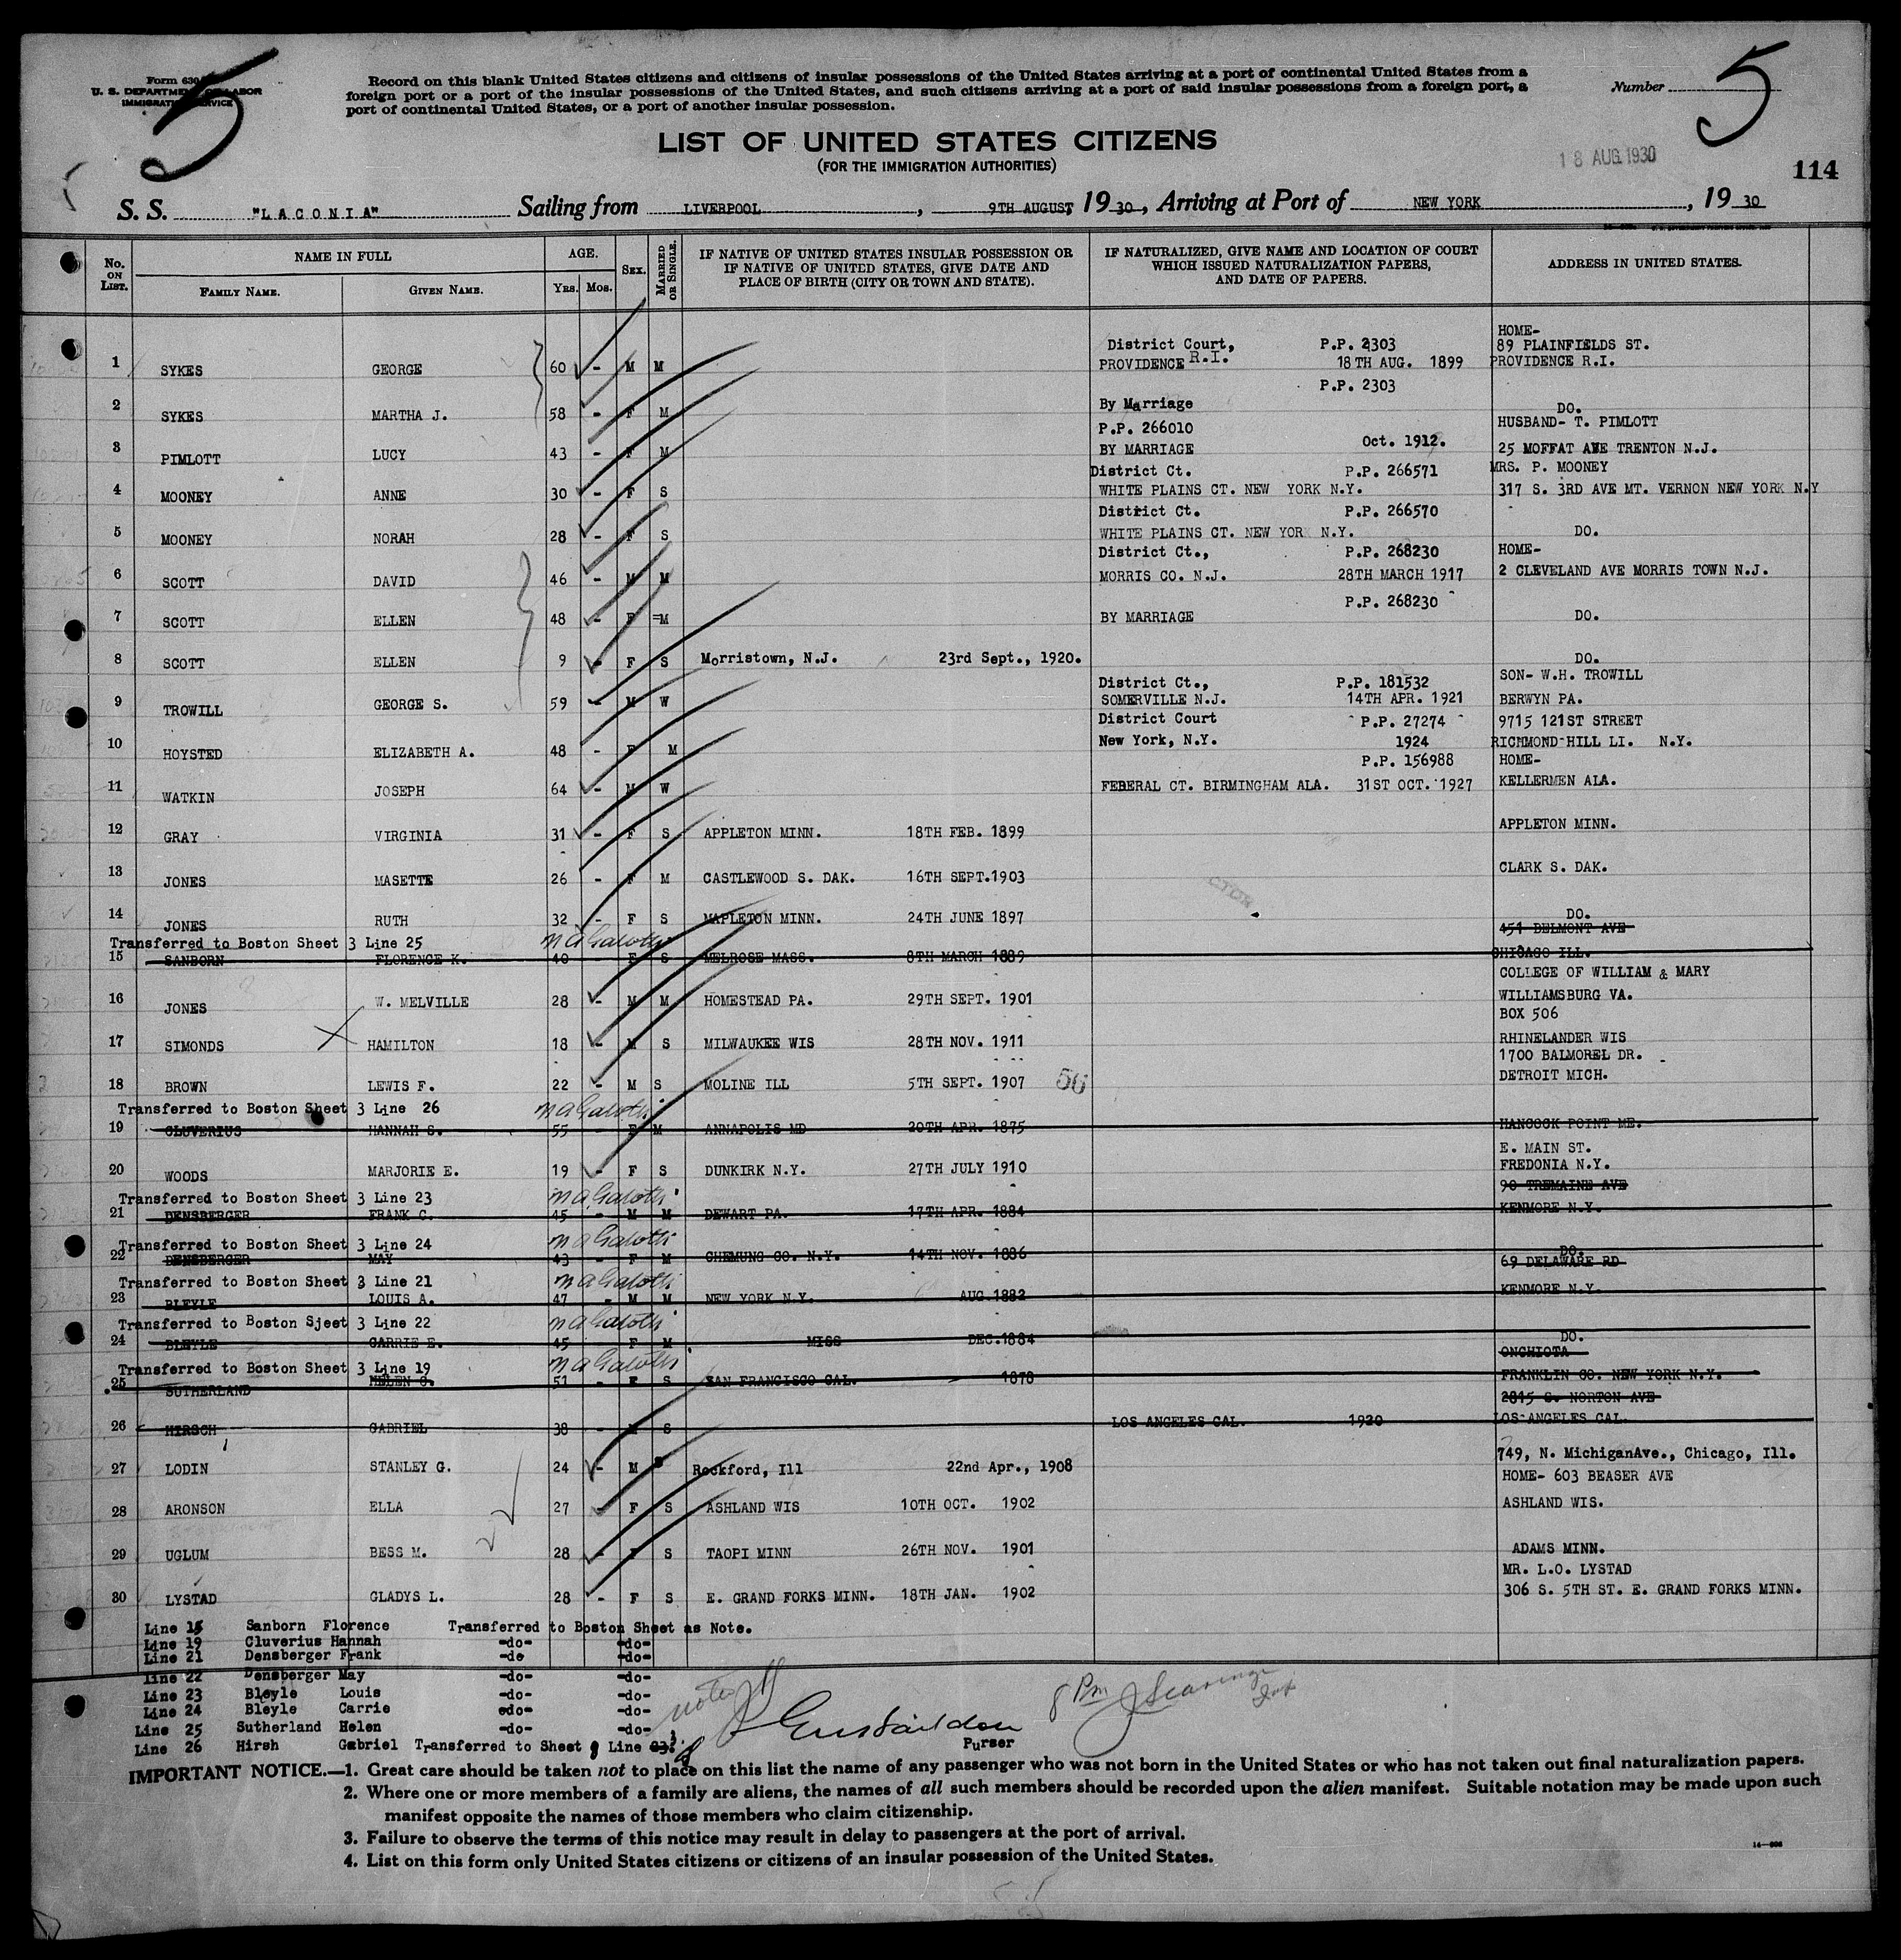 5
Form 630
U. S. DEPARTMENT OF LABOR
IMMIGRATION SERVICE
Record on this blank United States citizens and citizens of insular possessions of the United States arriving at a port of continental United States from a
foreign port or a port of the insular possessions of the United States, and such citizens arriving at a port of said insular possessions from a foreign port, a
port of continental United States, or a port of another insular possession.
Number 5
LIST OF UNITED STATES CITIZENS
(FOR THE IMMIGRATION AUTHORITIES)
18 AUG. 1930
114
S. S. "LACONIA" Sailing from LIVERPOOL, 9TH AUGUST, 1930, Arriving at Port of NEW YORK, 1930
No. ON LIST. NAME IN FULL AGE. SEX. MARRIED OR SINGLE. IF NATIVE OF UNITED STATES INSULAR POSSESSION OR IF NATIVE OF UNITED STATES, GIVE DATE AND PLACE OF BIRTH (CITY OR TOWN AND STATE). IF NATURALIZED, GIVE NAME AND LOCATION OF COURT WHICH ISSUED NATURALIZATION PAPERS, AND DATE OF PAPERS. ADDRESS IN UNITED STATES.
FAMILY NAME. GIVEN NAME. YRS. MOS.
HOME-
District Court, P.P. 2303 89 PLAINFIELDS ST.
1 SYKES GEORGE 60 - M M PROVIDENCE R.I. 18TH AUG. 1899 PROVIDENCE R.I.
P.P. 2303
2 SYKES MARTHA J. 58 - F M By Marriage DO.
P.P. 266010 HUSBAND- T. PIMLOTT
3 PIMLOTT LUCY 43 - F M BY MARRIAGE Oct. 1912. 25 MOFFAT AVE TRENTON N.J.
District Ct. P.P. 266571 MRS. P. MOONEY
4 MOONEY ANNE 30 - F S WHITE PLAINS CT. NEW YORK N.Y. 317 S. 3RD AVE MT. VERNON NEW YORK N.Y
District Ct. P.P. 266570
5 MOONEY NORAH 28 - F S WHITE PLAINS CT. NEW YOR N.Y. DO.
District Ct., P.P. 268230 HOME-
6 SCOTT DAVID 46 - M M MORRIS CO. N.J. 28TH MARCH 1917 2 CLEVELAND AVE MORRIS TOWN N.J.
P.P. 268230
7 SCOTT ELLEN 48 - F M BY MARRIAGE DO.
8 SCOTT ELLEN 9 - F S Morristown, N.J. 23rd Sept., 1920. DO.
District Ct., P.P. 181532 SON- W.H. TROWILL
9 TROWILL GEORGE S. 59 - M W SOMERVILLE N.J. 14TH APR. 1921 BERWYN PA.
District Court P.P. 27274 9715 121ST STREET
10 HOYSTED ELIZABETH A. 48 - F M New York, N.Y. 1924 RICHMOND-HILL LI. N.Y.
P.P. 156988 HOME-
11 WATKIN JOSEPH 64 - M W FEDERAL CT. BIRMINGHAM ALA. 31ST OCT. 1927 KELLERMEN ALA.
12 GRAY VIRGINIA 31 - F S APPLETON MINN. 18TH FEB. 1899 APPLETON MINN.
13 JONES MASETTE 26 - F M CASTLEWOOD S. DAK. 16TH SEPT.1903 CLARK S. DAK.
14 JONES RUTH 32 - F S MAPLETON MINN. 24TH JUNE 1897 DO.
Transferred to Boston Sheet 3 Line 25 451 BELMONT AVE
15 SANBORN FLORENCE K. 40 - F S MELROSE MASS. 8TH MARCH 1889 CHICAGO ILL.
COLLEGE OF WILLIAM & MARY
16 JONES W. MELVILLE 28 - M M HOMESTEAD PA. 29TH SEPT. 1901 WILLIAMSBURG VA.
BOX 506
17 SIMONDS HAMILTON 18 - M S MILWAUKEE WIS 28TH NOV. 1911 RHINELANDER WIS
1700 BALMOREL DR.
18 BROWN LEWIS F. 22 - M S MOLINE ILL 5TH SEPT. 1907 56 DETROIT MICH.
Transferred to Boston Sheet 3 Line 26
19 CLUVERIUS HANNAH S. 55 - F M ANNAPOLIS MD 20TH APR. 1875 HANCOCK POINT ME.
E. MAIN ST.
20 WOODS MARJORIE E. 19 - F S DUNKIRK N.Y. 27TH JULY 1910 FREDONIA N.Y.
Transferred to Boston Sheet 3 Line 23 90 TREMAINE AVE
21 DENSBERGER FRANK C. 45 - M M DEWART PA. 17TH APR. 1884 KENMORE N.Y.
Transferred to Boston Sheet 3 Line 24
22 DENSBERGER MAY 43 - F M CHEMUNG CO. N.Y. 14TH NOV. 1886 DO.
Transferred to Boston Sheet 3 Line 21 69 DELAWARE RD
23 BLEYLE LOUIS A. 47 - M M NEW YORK N.Y. AUG.1882 KENMORE N.Y.
Transferred to Boston Sjeet 3 Line 22
24 BLEYLE CARRIE E. 45 - F M MISS DEC.1884 DO.
Transferred to Boston Sheet 3 Line 19 ONCHIOTA
25 SUTHERLAND HELEN G. 51 - F S SAN FRANCISCO CAL. - 1878 FRANKLIN CO. NEW YORK N.Y.
2815 S. NORTON AVE
26 HIRSCH GABRIEL 38 - M S LOS ANGELES CAL. 1920 LOS-ANGELES CAL.
749, N. MichiganAve., Chicago, Ill.
27 LODIN STANLEY G. 24 - M S Rockford, Ill 22nd Apr., 1908
HOME- 603 BEASER AVE
28 ARONSON ELLA 27 - F S ASHLAND WIS 10TH OCT. 1902 ASHLAND WIS.
29 UGLUM BESS M. 28 - F S TAOPI MINN 26TH NOV. 1901 ADAMS MINN.
MR. L.O. LYSTAD
30 LYSTAD GLADYS L. 28 - F S E. GRAND FORKS MINN. 18TH JAN. 1902 306 S. 5TH ST. E. GRAND FORKS MINN.
Line 15 Sanborn Florence Transferred to Boston Sheet as Note.
Line 19 Cluverius Hannah -do- -do-
Line 21 Densberger Frank -do -do-
Line 22 Densberger May -do- -do-
Line 23 Bleyle Louis -do- -do-
Line 24 Bleyle Carrie -do- -do-
Line 25 Sutherland Helen -do- -do-
Line 26 Hirsh Gabriel Transferred to Sheet Line
Purser
IMPORTANT NOTICE.—1. Great care should be taken not to place on this list the name of any passenger who was not born in the United States or who has not taken out final naturalization papers.
2. Where one or more members of a family are aliens, the names of all such members should be recorded upon the alien manifest. Suitable notation may be made upon such
manifest opposite the names of those members who claim citizenship.
3. Failure to observe the terms of this notice may result in delay to passengers at the port of arrival.
4. List on this form only United States citizens or citizens of an insular possession of the United States.